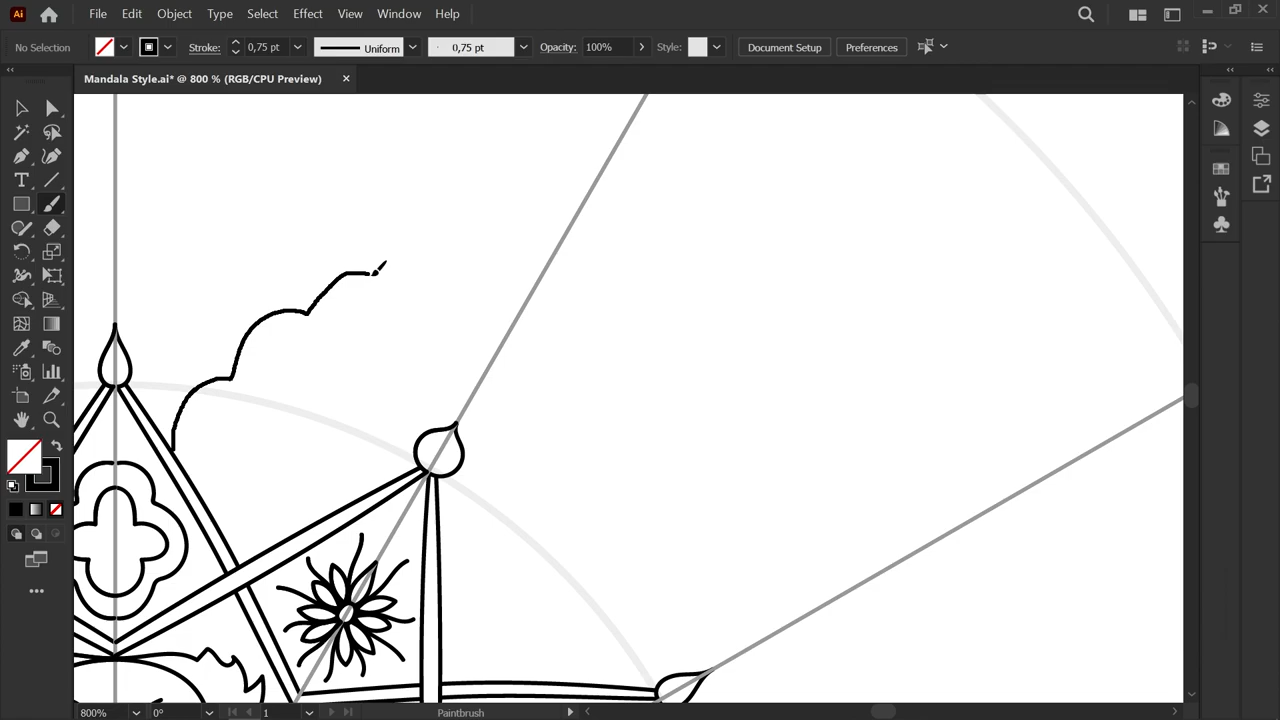 Ai File Edit Object Type Select Effect View Window Help
No Selection Stroke: 0,75 pt Uniform 0,75 pt Opacity: 100% Style: Document Setup Preferences
Mandala Style.ai* @ 800 % (RGB/CPU Preview)
800% 0° 1 Paintbrush